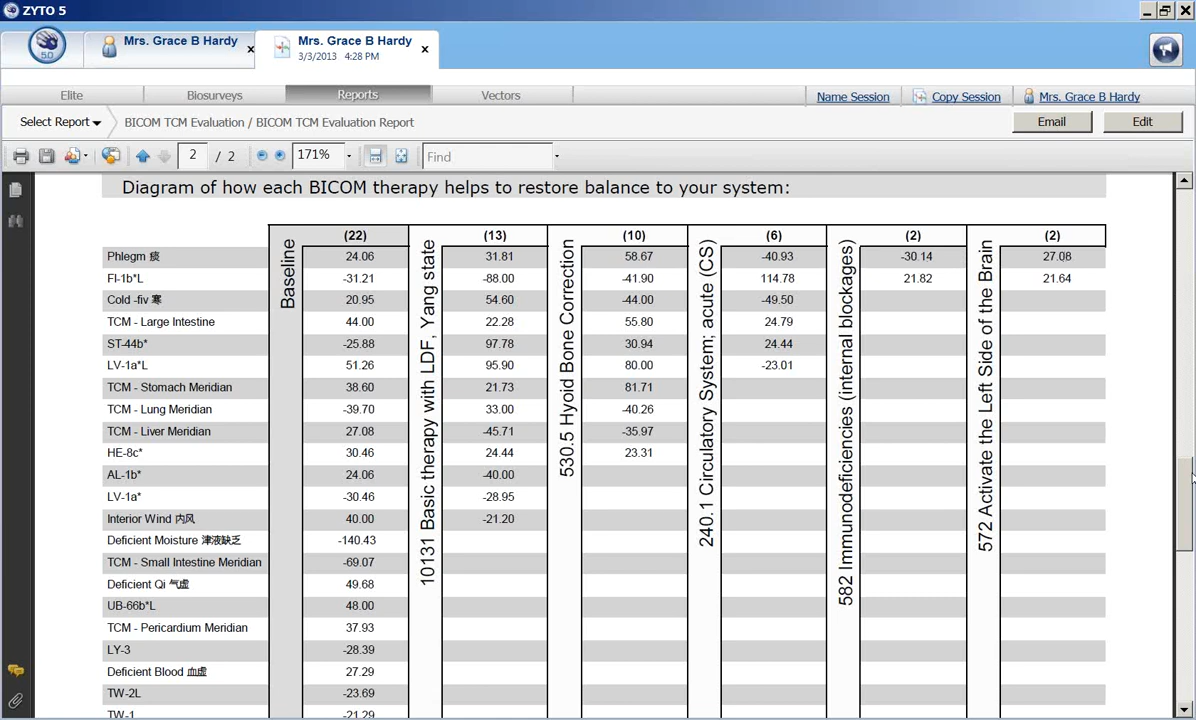 ZYTO 5
50
Mrs. Grace B Hardy x
Mrs. Grace B Hardy x
3/3/2013 4:28 PM
Elite
Biosurveys
Reports
Vectors
Name Session
Copy Session
Mrs. Grace B Hardy
Select Report
BICOM TCM Evaluation / BICOM TCM Evaluation Report
Email
Edit
2 / 2
171%
Find
Diagram of how each BICOM therapy helps to restore balance to your system:
Baseline
10131 Basic therapy with LDF, Yang state
530.5 Hyoid Bone Correction
240.1 Circulatory System; acute (CS)
582 Immunodeficiencies (internal blockages)
572 Activate the Left Side of the Brain
(22) (13) (10) (6) (2) (2)
Phlegm 痰 24.06 31.81 58.67 -40.93 -30.14 27.08
FI-1b*L -31.21 -88.00 -41.90 114.78 21.82 21.64
Cold -fiv 寒 20.95 54.60 -44.00 -49.50
TCM - Large Intestine 44.00 22.28 55.80 24.79
ST-44b* -25.88 97.78 30.94 24.44
LV-1a*L 51.26 95.90 80.00 -23.01
TCM - Stomach Meridian 38.60 21.73 81.71
TCM - Lung Meridian -39.70 33.00 -40.26
TCM - Liver Meridian 27.08 -45.71 -35.97
HE-8c* 30.46 24.44 23.31
AL-1b* 24.06 -40.00
LV-1a* -30.46 -28.95
Interior Wind 内风 40.00 -21.20
Deficient Moisture 津液缺乏 -140.43
TCM - Small Intestine Meridian -69.07
Deficient Qi 气虚 49.68
UB-66b*L 48.00
TCM - Pericardium Meridian 37.93
LY-3 -28.39
Deficient Blood 血虚 27.29
TW-2L -23.69
TW-1 -21.29